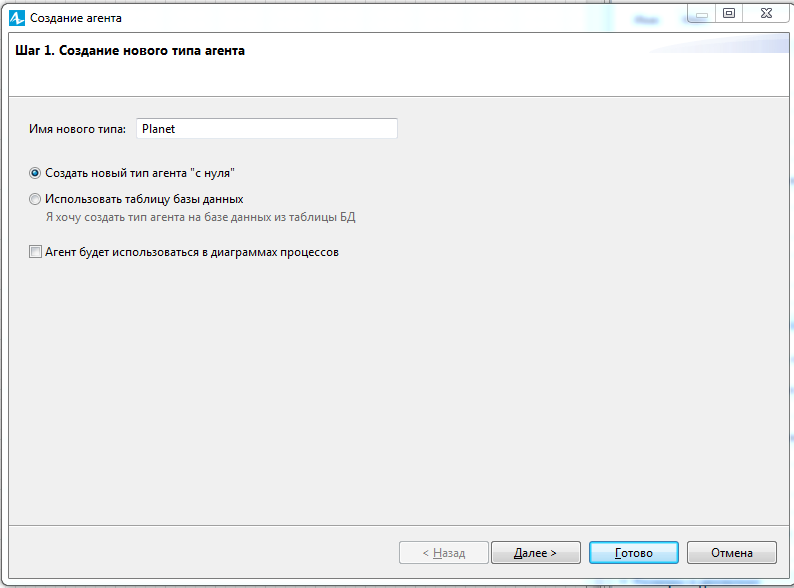 Создание агента
Шаг 1. Создание нового типа агента
Имя нового типа: Planet
Создать новый тип агента "с нуля"
Использовать таблицу базы данных
Я хочу создать тип агента на базе данных из таблицы БД
Агент будет использоваться в диаграммах процессов
< Назад Далее > Готово Отмена